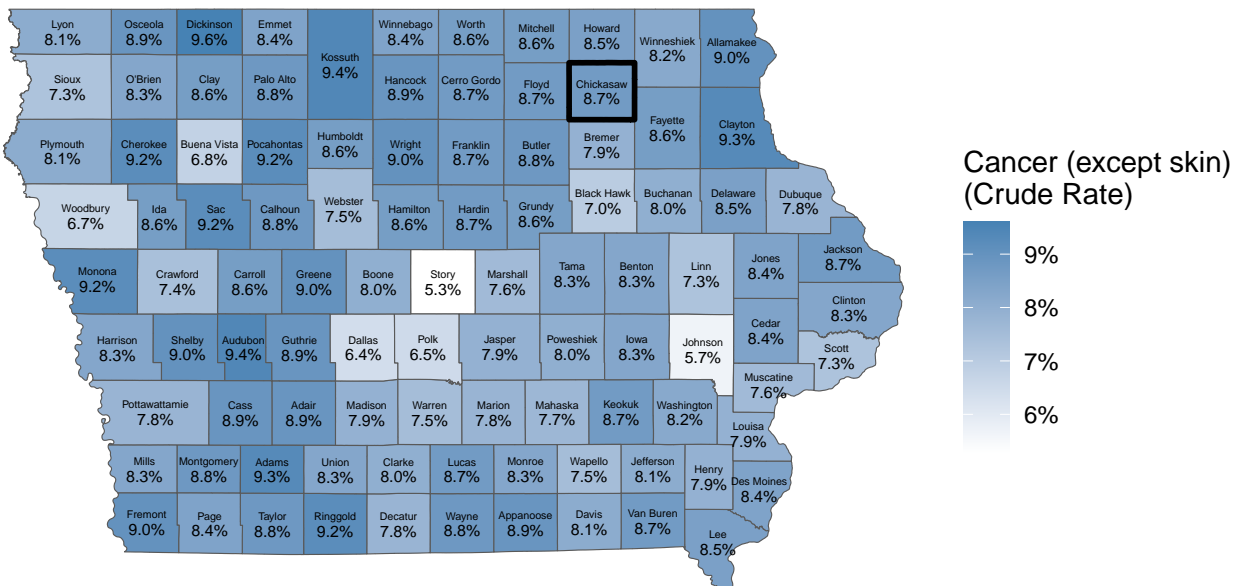 Lyon
8.1%
Osceola
8.9%
Dickinson
9.6%
Emmet
8.4%
Kossuth
9.4%
Winnebago
8.4%
Worth
8.6%
Mitchell
8.6%
Howard
8.5%
Winneshiek
8.2%
Allamakee
9.0%
Sioux
7.3%
O'Brien
8.3%
Clay
8.6%
Palo Alto
8.8%
Hancock
8.9%
Cerro Gordo
8.7%
Floyd
8.7%
Chickasaw
8.7%
Fayette
8.6%
Clayton
9.3%
Plymouth
8.1%
Cherokee
9.2%
Buena Vista
6.8%
Pocahontas
9.2%
Humboldt
8.6%
Wright
9.0%
Franklin
8.7%
Butler
8.8%
Bremer
7.9%
Woodbury
6.7%
Ida
8.6%
Sac
9.2%
Calhoun
8.8%
Webster
7.5%
Hamilton
8.6%
Hardin
8.7%
Grundy
8.6%
Black Hawk
7.0%
Buchanan
8.0%
Delaware
8.5%
Dubuque
7.8%
Monona
9.2%
Crawford
7.4%
Carroll
8.6%
Greene
9.0%
Boone
8.0%
Story
5.3%
Marshall
7.6%
Tama
8.3%
Benton
8.3%
Linn
7.3%
Jones
8.4%
Jackson
8.7%
Clinton
8.3%
Harrison
8.3%
Shelby
9.0%
Audubon
9.4%
Guthrie
8.9%
Dallas
6.4%
Polk
6.5%
Jasper
7.9%
Poweshiek
8.0%
Iowa
8.3%
Johnson
5.7%
Cedar
8.4%
Scott
7.3%
Muscatine
7.6%
Pottawattamie
7.8%
Cass
8.9%
Adair
8.9%
Madison
7.9%
Warren
7.5%
Marion
7.8%
Mahaska
7.7%
Keokuk
8.7%
Washington
8.2%
Louisa
7.9%
Mills
8.3%
Montgomery
8.8%
Adams
9.3%
Union
8.3%
Clarke
8.0%
Lucas
8.7%
Monroe
8.3%
Wapello
7.5%
Jefferson
8.1%
Henry
7.9%
Des Moines
8.4%
Fremont
9.0%
Page
8.4%
Taylor
8.8%
Ringgold
9.2%
Decatur
7.8%
Wayne
8.8%
Appanoose
8.9%
Davis
8.1%
Van Buren
8.7%
Lee
8.5%
Cancer (except skin)
(Crude Rate)
9%
8%
7%
6%